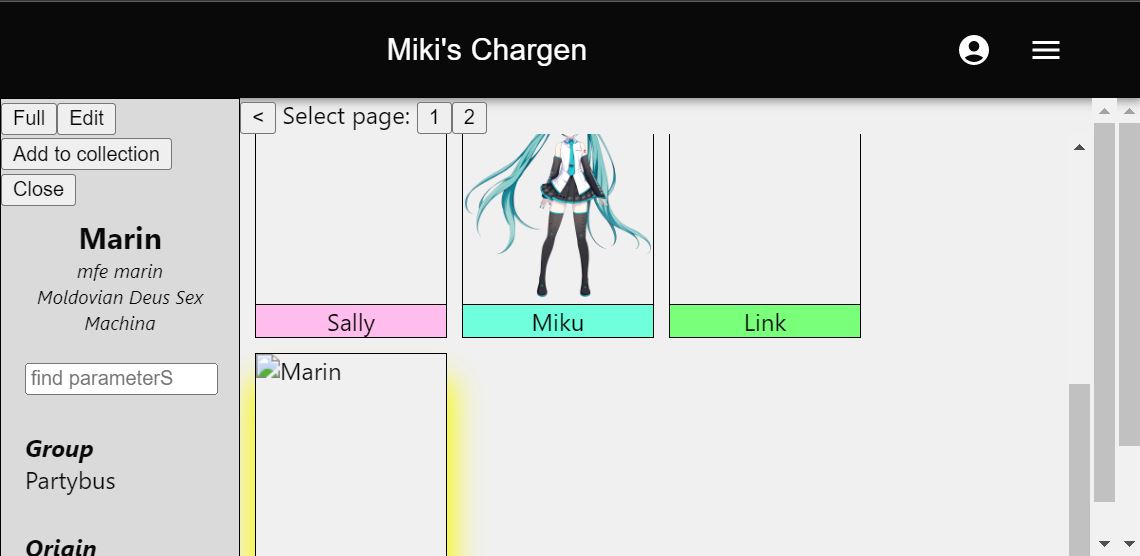 Miki's Chargen
Full Edit
Add to collection
Close
Marin
mfe marin
Moldovian Deus Sex
Machina
find parameterS
Group
Partybus
Origin
< Select page: 1 2
Sally Miku Link
Marin